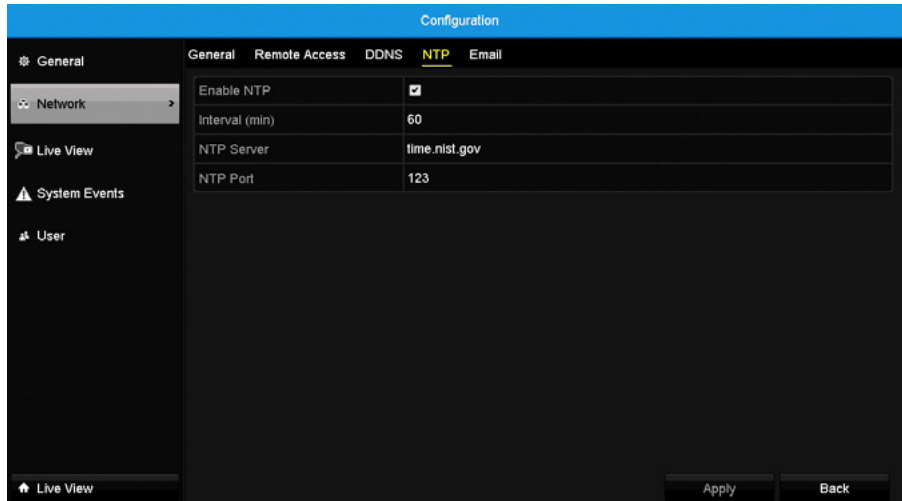 Configuration
General
Network
Live View
System Events
User
Live View
General Remote Access DDNS NTP Email
Enable NTP
Interval (min) 60
NTP Server time.nist.gov
NTP Port 123
Apply Back